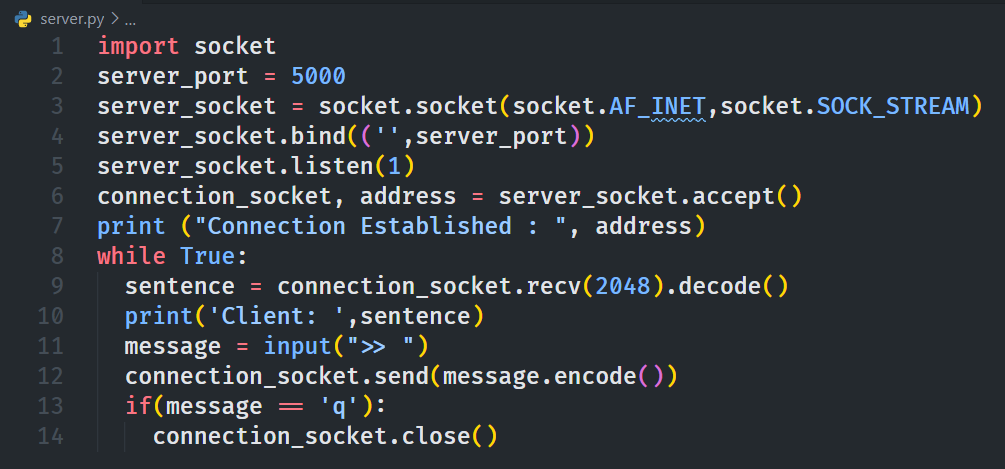 server.py > ...
1 import socket
2 server_port = 5000
3 server_socket = socket.socket(socket.AF_INET,socket.SOCK_STREAM)
4 server_socket.bind(('',server_port))
5 server_socket.listen(1)
6 connection_socket, address = server_socket.accept()
7 print ("Connection Established : ", address)
8 while True:
9   sentence = connection_socket.recv(2048).decode()
10   print('Client: ',sentence)
11   message = input(">> ")
12   connection_socket.send(message.encode())
13   if(message == 'q'):
14     connection_socket.close()